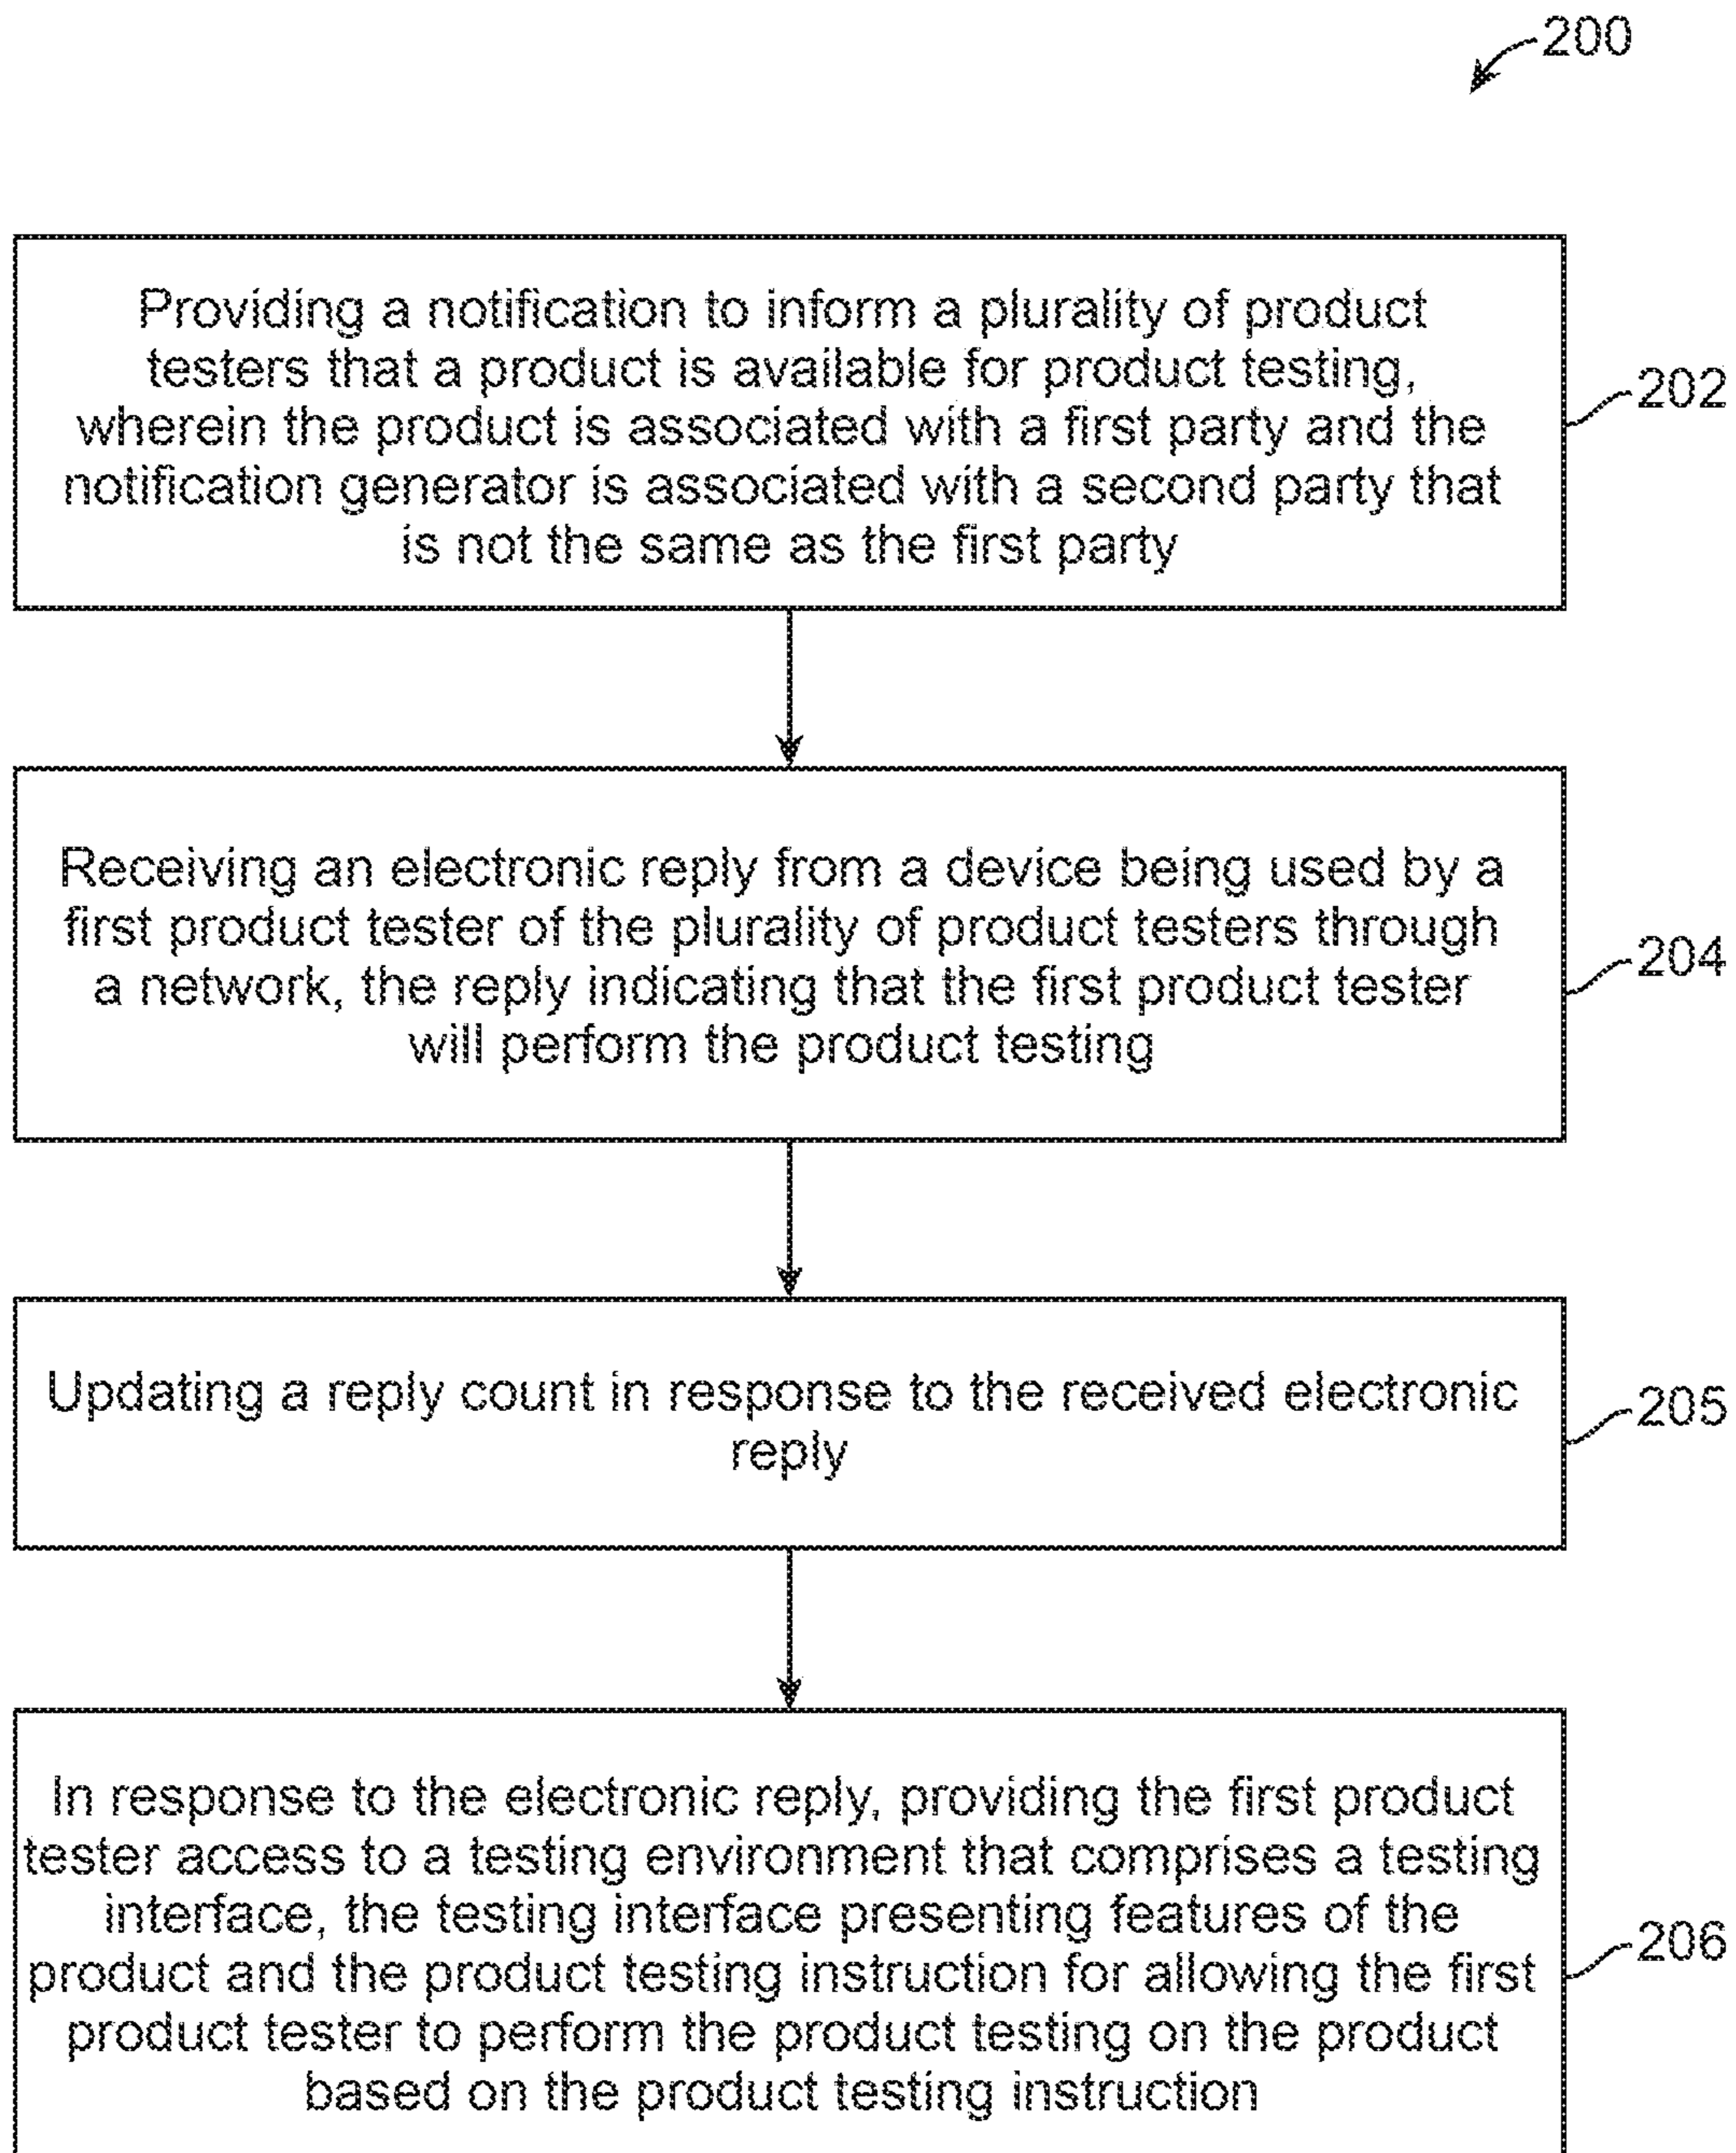 200
Providing a notification to inform a plurality of product
testers that a product is available for product testing,
wherein the product is associated with a first party and the
notification generator is associated with a second party that
is not the same as the first party
202
Receiving an electronic reply from a device being used by a
first product tester of the plurality of product testers through
a network, the reply indicating that the first product tester
will perform the product testing
204
Updating a reply count in response to the received electronic
reply
205
In response to the electronic reply, providing the first product
tester access to a testing environment that comprises a testing
interface, the testing interface presenting features of the
product and the product testing instruction for allowing the first
product tester to perform the product testing on the product
based on the product testing instruction
206